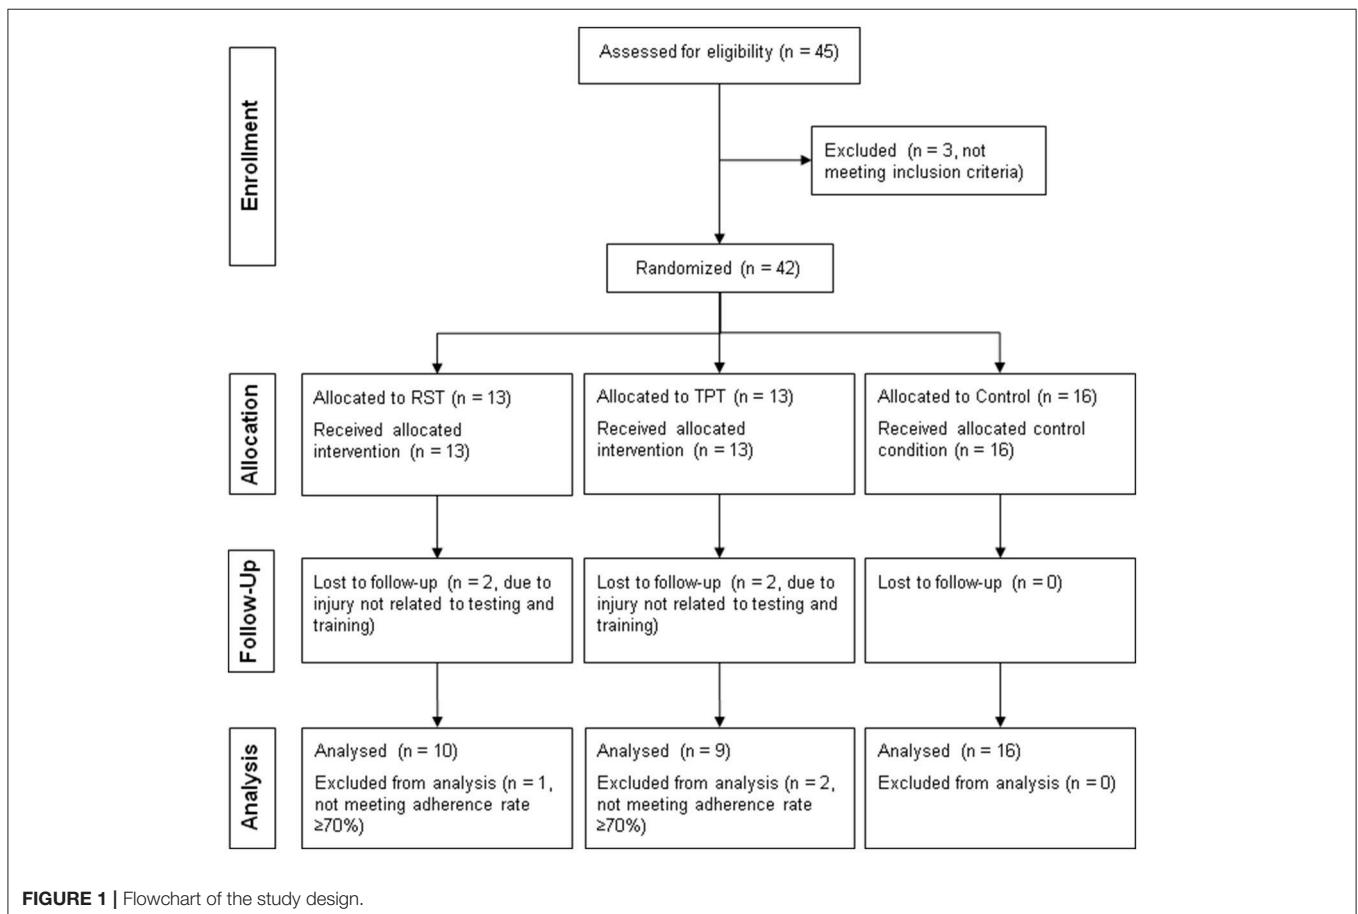 Enrollment
Assessed for eligibility (n = 45)
Excluded (n = 3, not
meeting inclusion criteria)
Randomized (n = 42)
Allocation
Allocated to RST (n = 13)
Received allocated
intervention (n = 13)
Allocated to TPT (n = 13)
Received allocated
intervention (n = 13)
Allocated to Control (n = 16)
Received allocated control
condition (n = 16)
Follow-Up
Lost to follow-up (n = 2, due to
injury not related to testing and
training)
Lost to follow-up (n = 2, due to
injury not related to testing and
training)
Lost to follow-up (n = 0)
Analysis
Analysed (n = 10)
Excluded from analysis (n = 1,
not meeting adherence rate
≥70%)
Analysed (n = 9)
Excluded from analysis (n = 2,
not meeting adherence rate
≥70%)
Analysed (n = 16)
Excluded from analysis (n = 0)
FIGURE 1 | Flowchart of the study design.